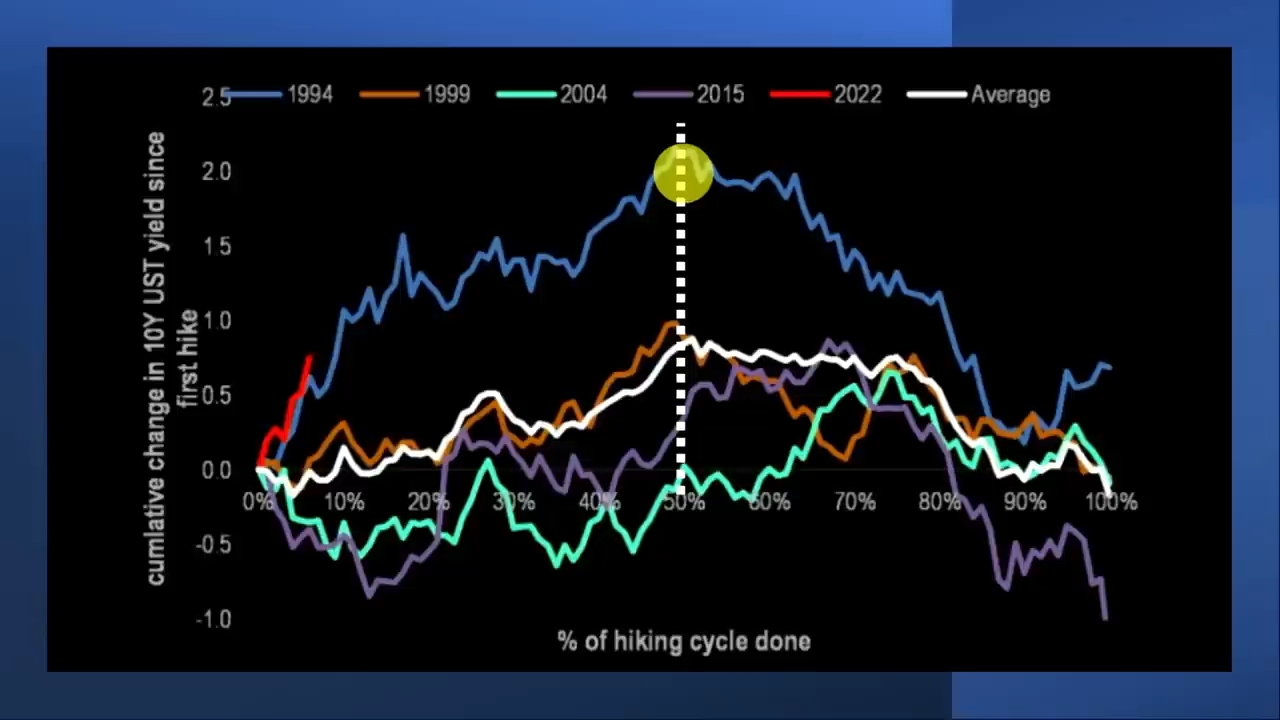 1994 1999 2004 2015 2022 Average
2.5
2.0
1.5
1.0
0.5
0.0
-0.5
-1.0
cumlative change in 10Y UST yield since
first hike
0% 10% 20% 30% 40% 50% 60% 70% 80% 90% 100%
% of hiking cycle done